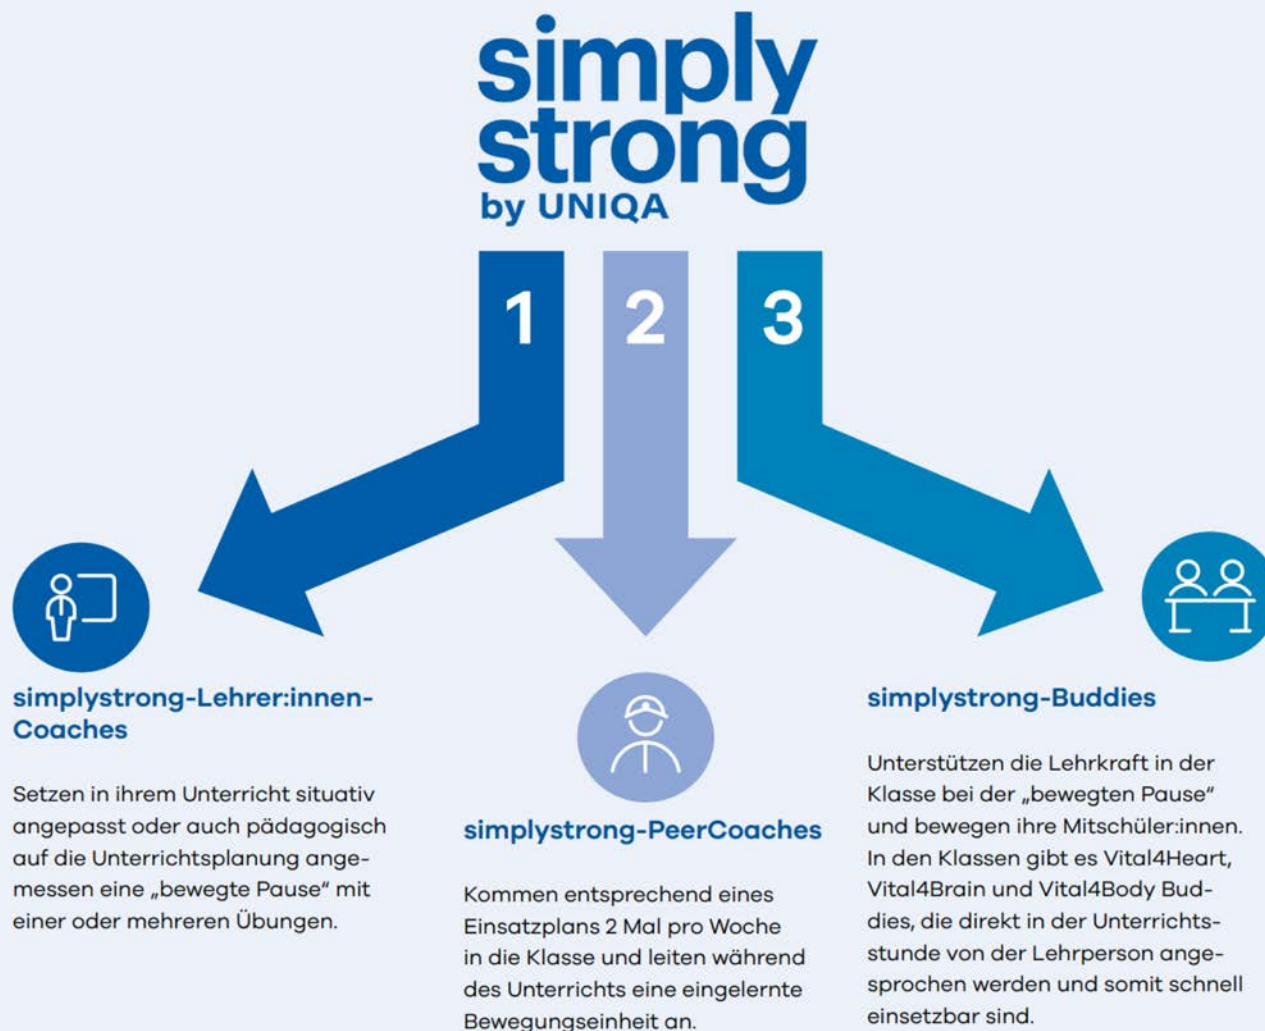 simply
strong
by UNIQA
1
2
3
simplystrong-Lehrer:innen-
Coaches
Setzen in ihrem Unterricht situativ
angepasst oder auch pädagogisch
auf die Unterrichtsplanung ange-
messen eine „bewegte Pause“ mit
einer oder mehreren Übungen.
simplystrong-PeerCoaches
Kommen entsprechend eines
Einsatzplans 2 Mal pro Woche
in die Klasse und leiten während
des Unterrichts eine eingelernte
Bewegungseinheit an.
simplystrong-Buddies
Unterstützen die Lehrkraft in der
Klasse bei der „bewegten Pause“
und bewegen ihre Mitschüler:innen.
In den Klassen gibt es Vital4Heart,
Vital4Brain und Vital4Body Bud-
dies, die direkt in der Unterrichts-
stunde von der Lehrperson ange-
sprochen werden und somit schnell
einsetzbar sind.